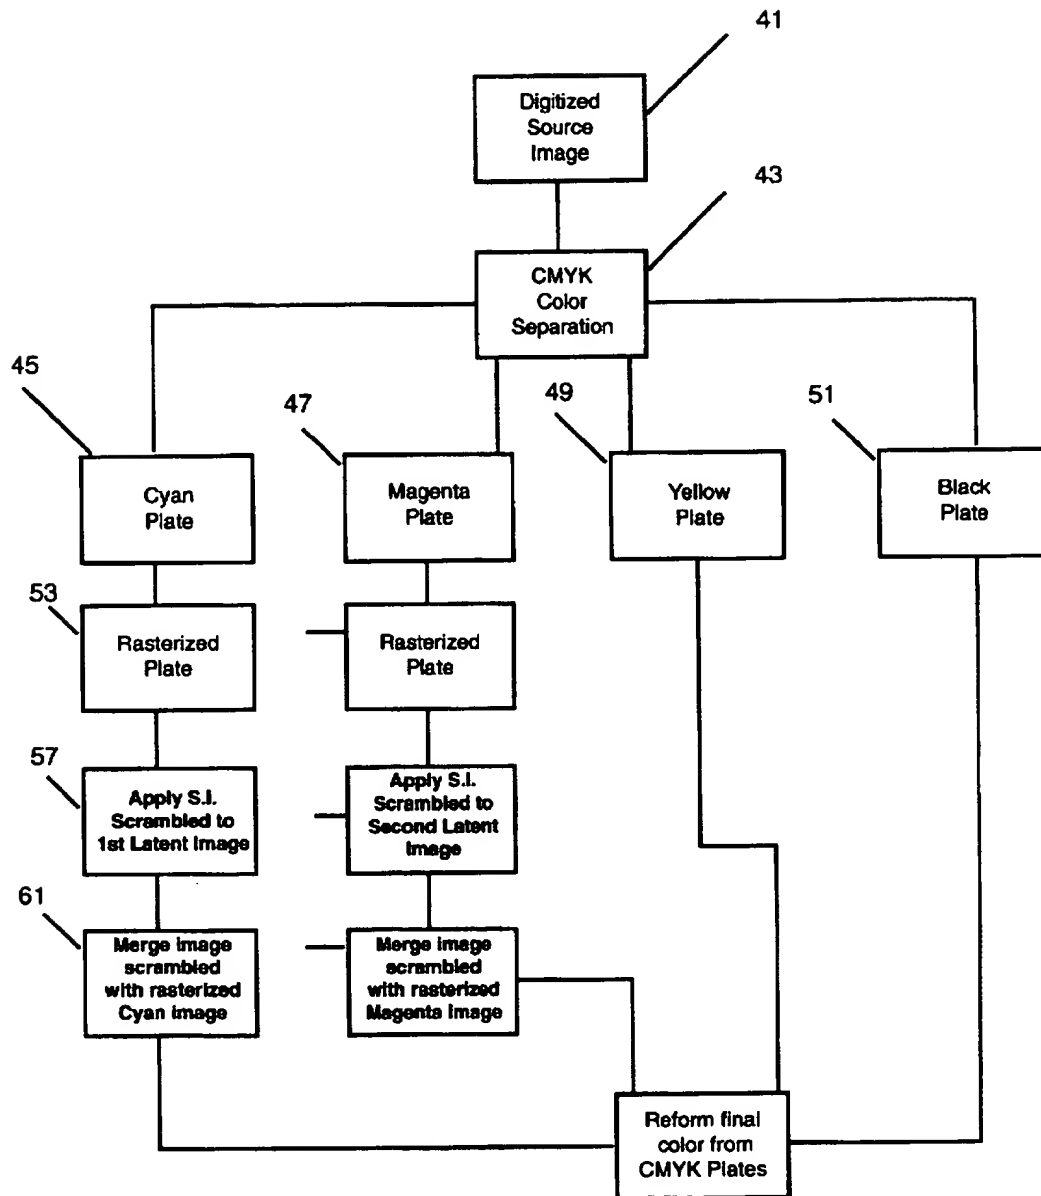 41
Digitized
Source
Image
43
CMYK
Color
Separation
45
47
49
51
Cyan
Plate
Magenta
Plate
Yellow
Plate
Black
Plate
53
Rasterized
Plate
Rasterized
Plate
57
Apply S.I.
Scrambled to
1st Latent Image
Apply S.I.
Scrambled to
Second Latent
Image
61
Merge image
scrambled
with rasterized
Cyan image
Merge image
scrambled
with rasterized
Magenta image
Reform final
color from
CMYK Plates